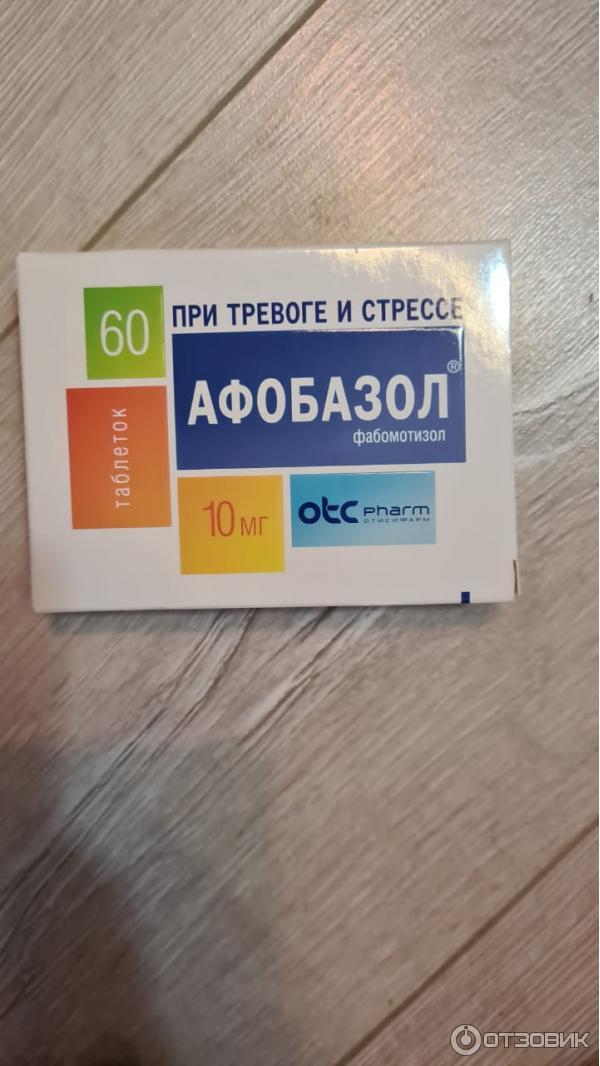 60
таблеток
ПРИ ТРЕВОГЕ И СТРЕССЕ
АФОБАЗОЛ®
фабомотизол
10 мг
otc pharm
ОТИСИФАРМ
ОТЗОВИК